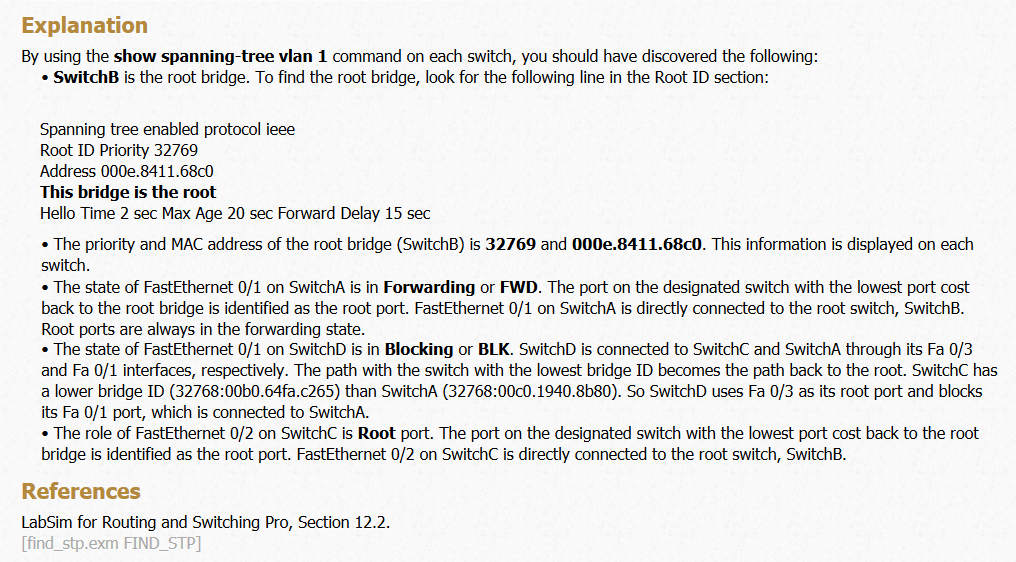 Explanation
By using the show spanning-tree vlan 1 command on each switch, you should have discovered the following:
• SwitchB is the root bridge. To find the root bridge, look for the following line in the Root ID section:
Spanning tree enabled protocol ieee
Root ID Priority 32769
Address 000e.8411.68c0
This bridge is the root
Hello Time 2 sec Max Age 20 sec Forward Delay 15 sec
• The priority and MAC address of the root bridge (SwitchB) is 32769 and 000e.8411.68c0. This information is displayed on each
switch.
• The state of FastEthernet 0/1 on SwitchA is in Forwarding or FWD. The port on the designated switch with the lowest port cost
back to the root bridge is identified as the root port. FastEthernet 0/1 on SwitchA is directly connected to the root switch, SwitchB.
Root ports are always in the forwarding state.
• The state of FastEthernet 0/1 on SwitchD is in Blocking or BLK. SwitchD is connected to SwitchC and SwitchA through its Fa 0/3
and Fa 0/1 interfaces, respectively. The path with the switch with the lowest bridge ID becomes the path back to the root. SwitchC has
a lower bridge ID (32768:00b0.64fa.c265) than SwitchA (32768:00c0.1940.8b80). So SwitchD uses Fa 0/3 as its root port and blocks
its Fa 0/1 port, which is connected to SwitchA.
• The role of FastEthernet 0/2 on SwitchC is Root port. The port on the designated switch with the lowest port cost back to the root
bridge is identified as the root port. FastEthernet 0/2 on SwitchC is directly connected to the root switch, SwitchB.
References
LabSim for Routing and Switching Pro, Section 12.2.
[find_stp.exm FIND_STP]